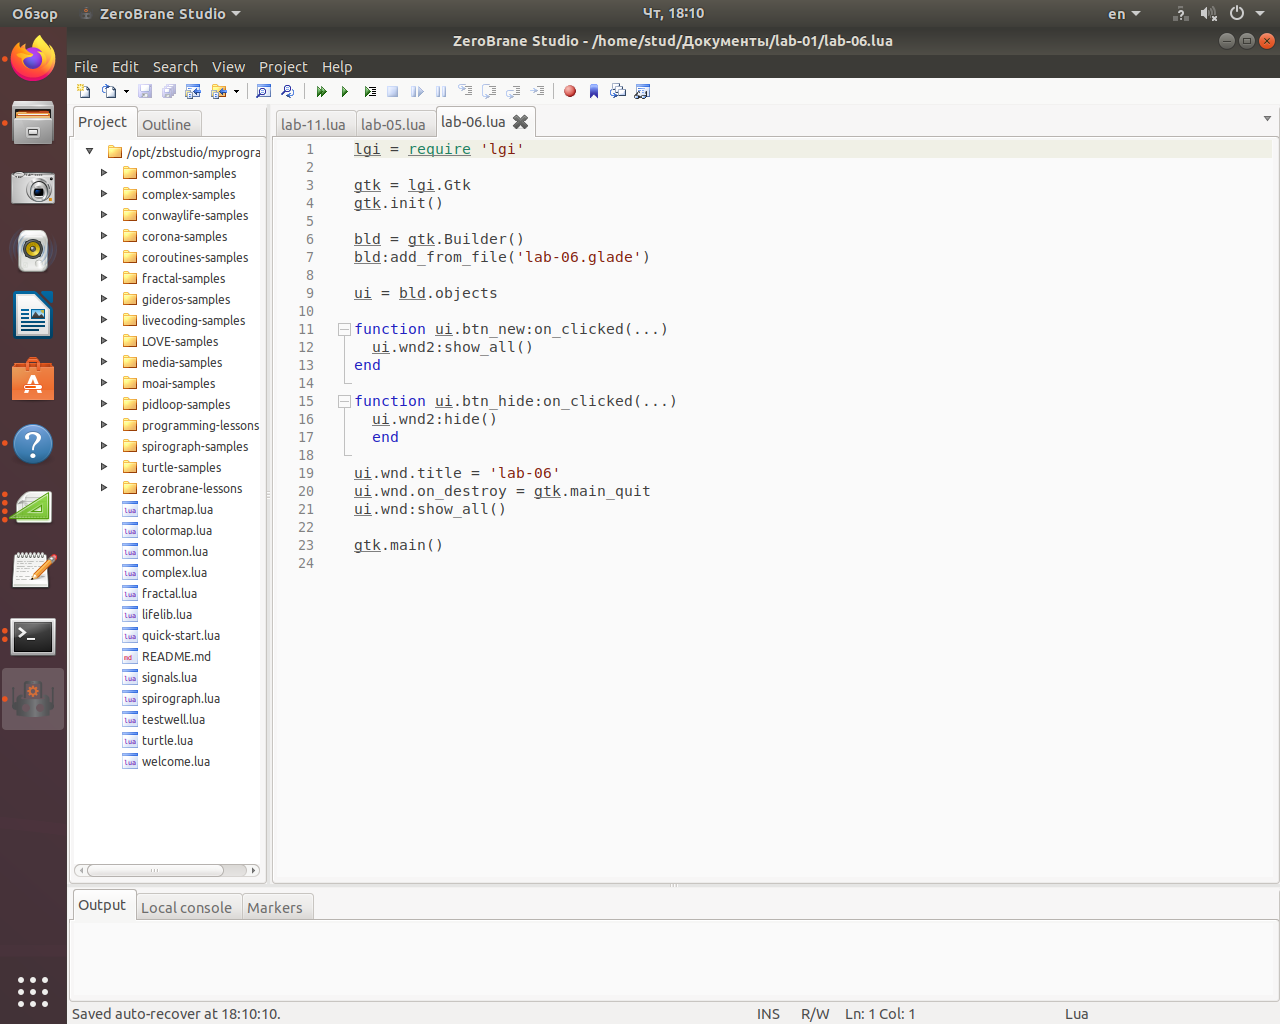 Обзор ZeroBrane Studio Чт, 18:10 en
ZeroBrane Studio - /home/stud/Документы/lab-01/lab-06.lua
File Edit Search View Project Help
Project Outline
/opt/zbstudio/myprogra
common-samples
complex-samples
conwaylife-samples
corona-samples
coroutines-samples
fractal-samples
gideros-samples
livecoding-samples
LOVE-samples
media-samples
moai-samples
pidloop-samples
programming-lessons
spirograph-samples
turtle-samples
zerobrane-lessons
chartmap.lua
colormap.lua
common.lua
complex.lua
fractal.lua
lifelib.lua
quick-start.lua
README.md
signals.lua
spirograph.lua
testwell.lua
turtle.lua
welcome.lua
lab-11.lua lab-05.lua lab-06.lua
1 lgi = require 'lgi'
2
3 gtk = lgi.Gtk
4 gtk.init()
5
6 bld = gtk.Builder()
7 bld:add_from_file('lab-06.glade')
8
9 ui = bld.objects
10
11 function ui.btn_new:on_clicked(...)
12 ui.wnd2:show_all()
13 end
14
15 function ui.btn_hide:on_clicked(...)
16 ui.wnd2:hide()
17 end
18
19 ui.wnd.title = 'lab-06'
20 ui.wnd.on_destroy = gtk.main_quit
21 ui.wnd:show_all()
22
23 gtk.main()
24
Output Local console Markers
Saved auto-recover at 18:10:10. INS R/W Ln: 1 Col: 1 Lua